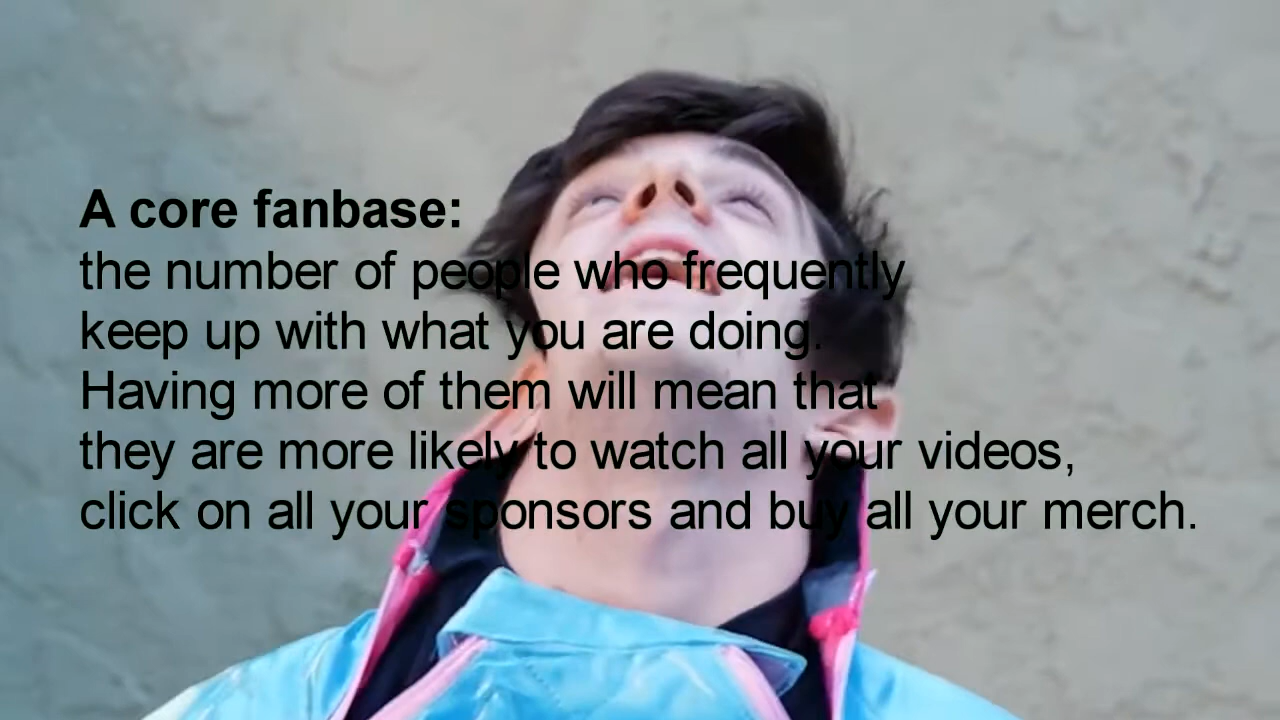 A core fanbase:
the number of people who frequently
keep up with what you are doing.
Having more of them will mean that
they are more likely to watch all your videos,
click on all your sponsors and buy all your merch.